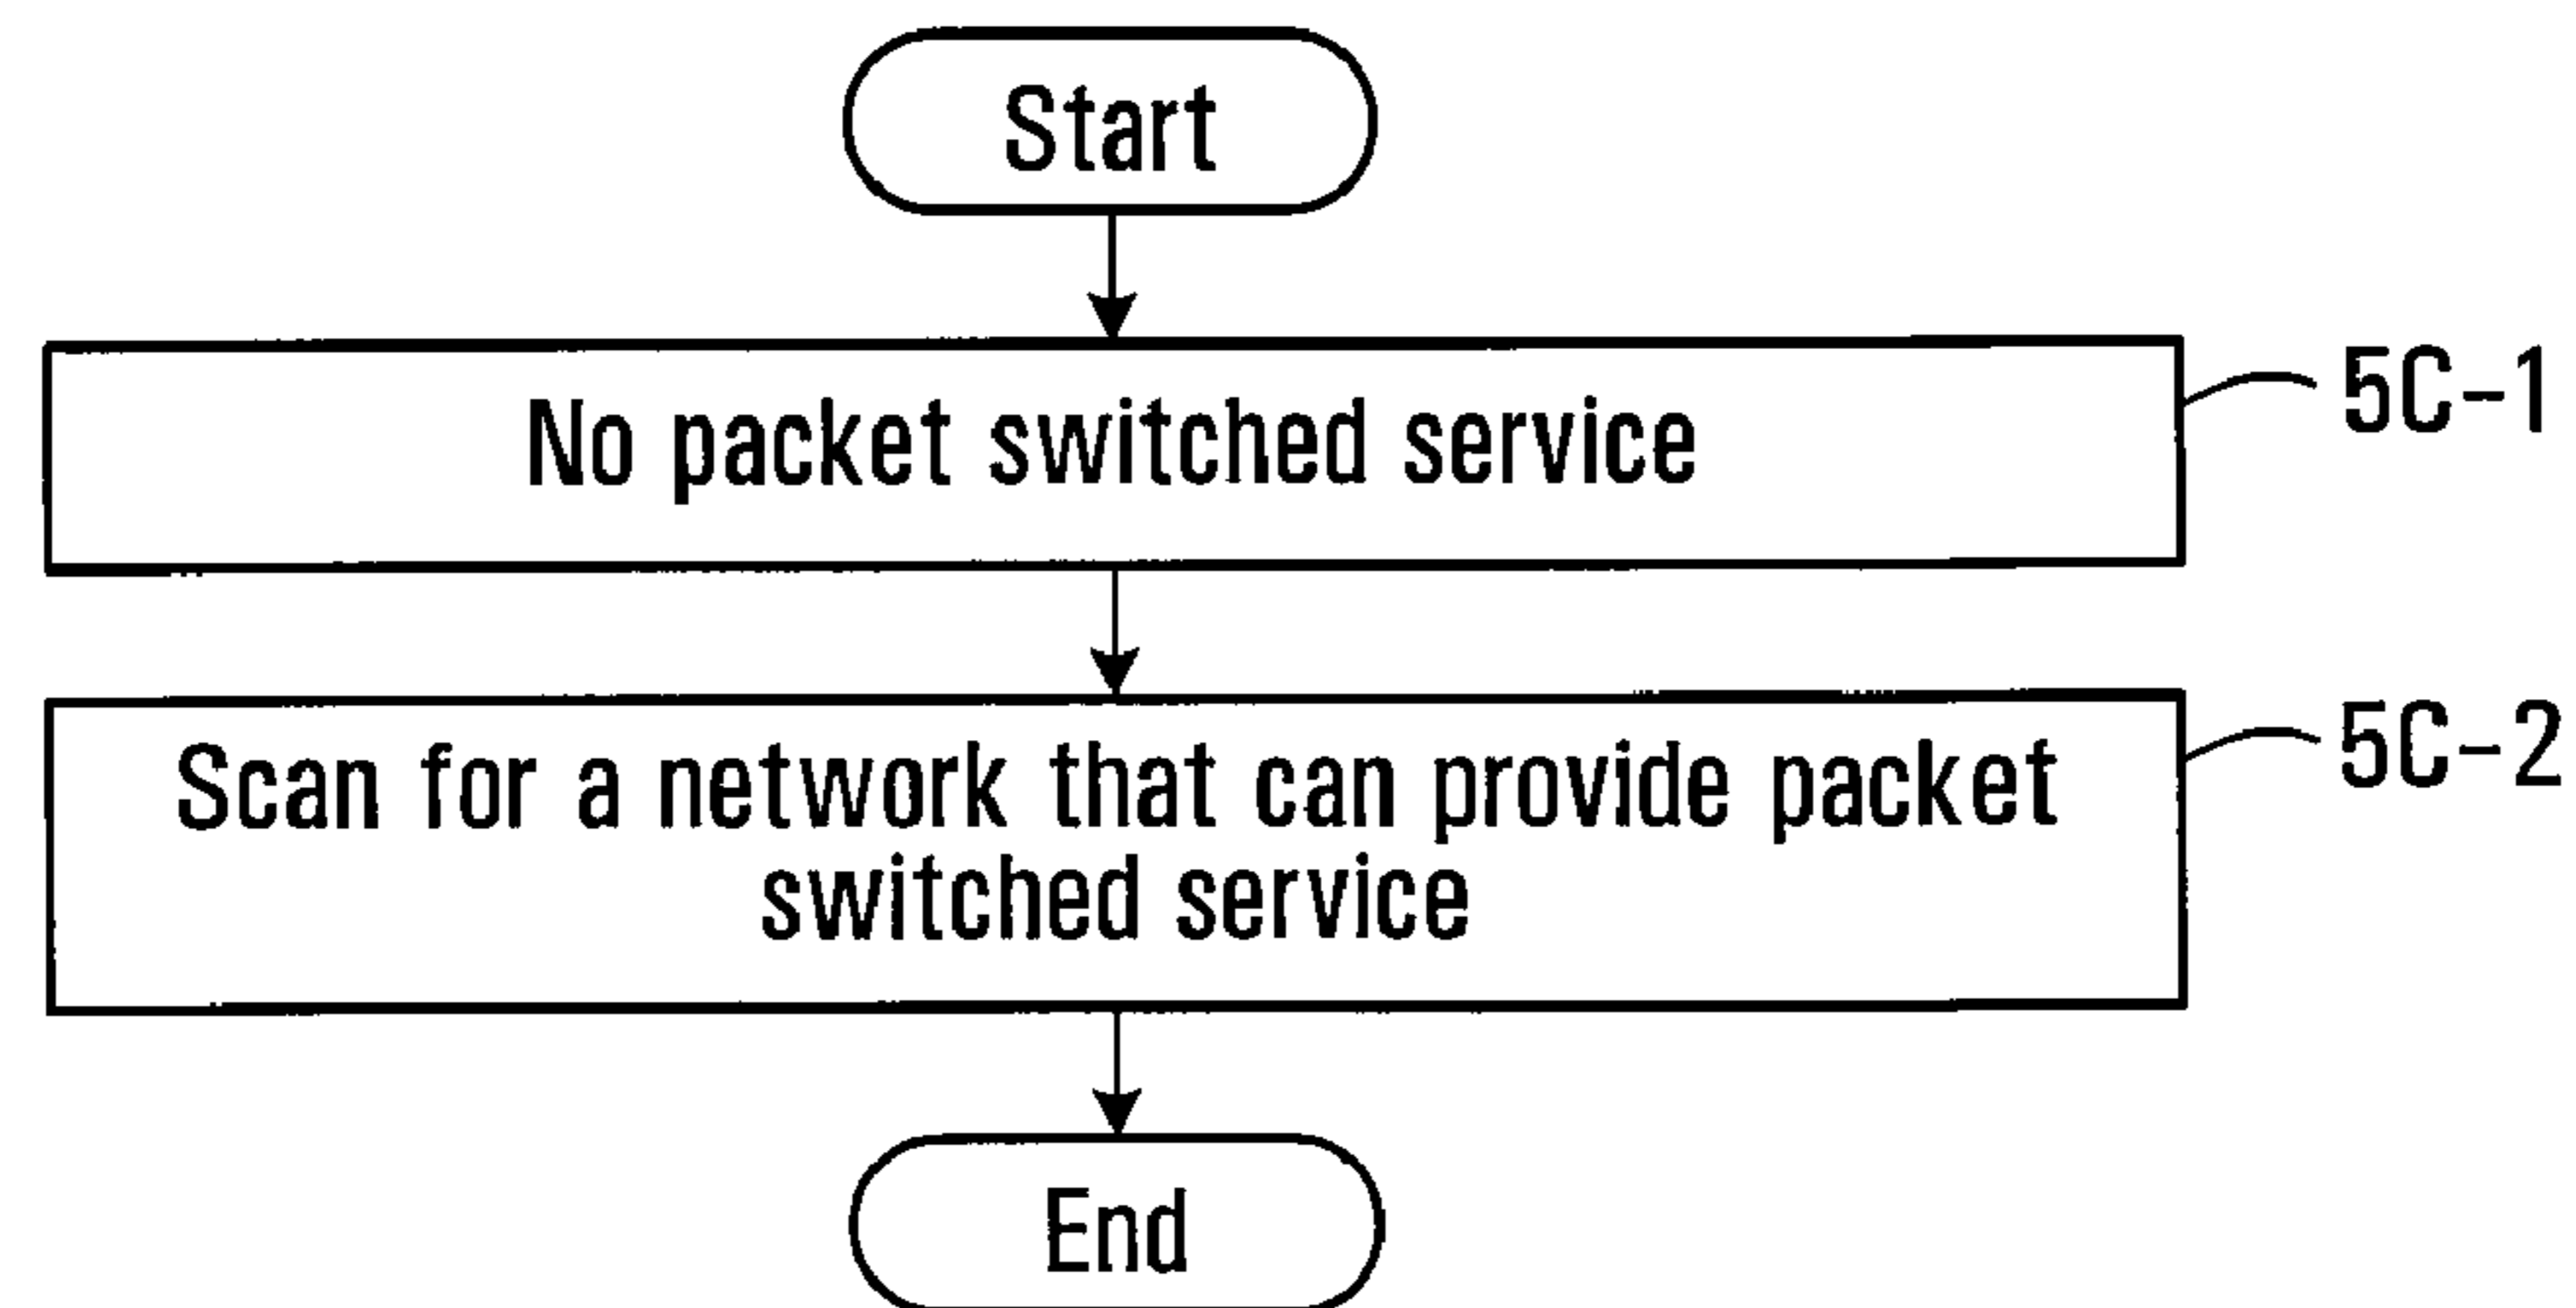 Start
No packet switched service
5C-1
Scan for a network that can provide packet
switched service
5C-2
End